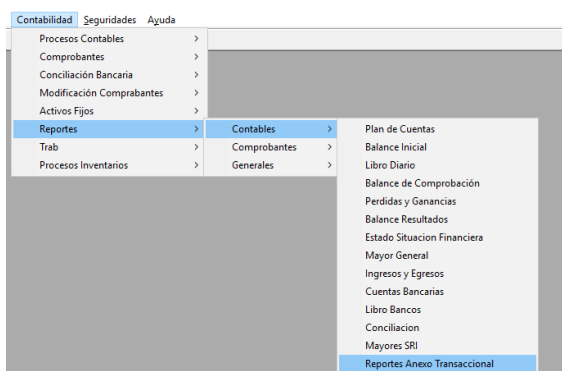 Contabilidad Seguridades Ayuda
Procesos Contables
Comprobantes
Conciliación Bancaria
Modificación Comprabantes
Activos Fijos
Reportes
Trab
Procesos Inventarios
Contables
Comprobantes
Generales
Plan de Cuentas
Balance Inicial
Libro Diario
Balance de Comprobación
Perdidas y Ganancias
Balance Resultados
Estado Situacion Financiera
Mayor General
Ingresos y Egresos
Cuentas Bancarias
Libro Bancos
Conciliacion
Mayores SRI
Reportes Anexo Transaccional